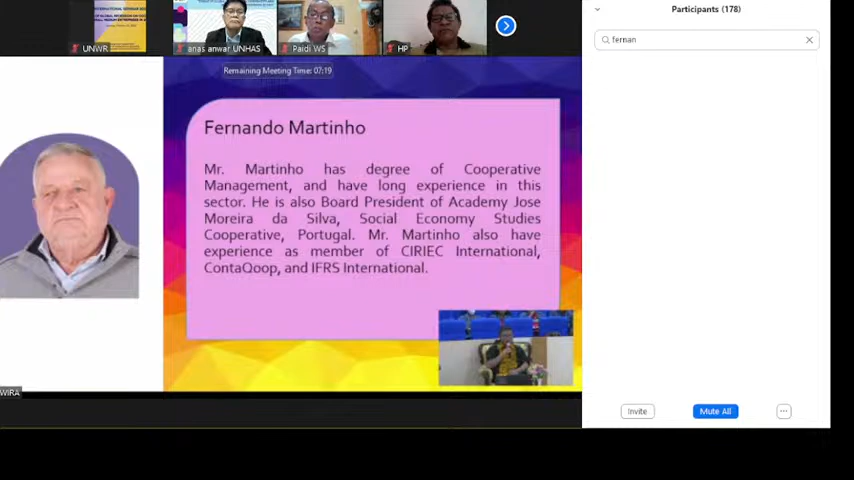 Participants (178)
fernan
UNWR
anas anwar UNHAS
Paidi WS
HP
Remaining Meeting Time: 07:19
Fernando Martinho
Mr. Martinho has degree of Cooperative
Management, and have long experience in this
sector. He is also Board President of Academy Jose
Moreira da Silva, Social Economy Studies
Cooperative, Portugal. Mr. Martinho also have
experience as member of CIRIEC International,
ContaQoop, and IFRS International.
WIRA
Invite
Mute All